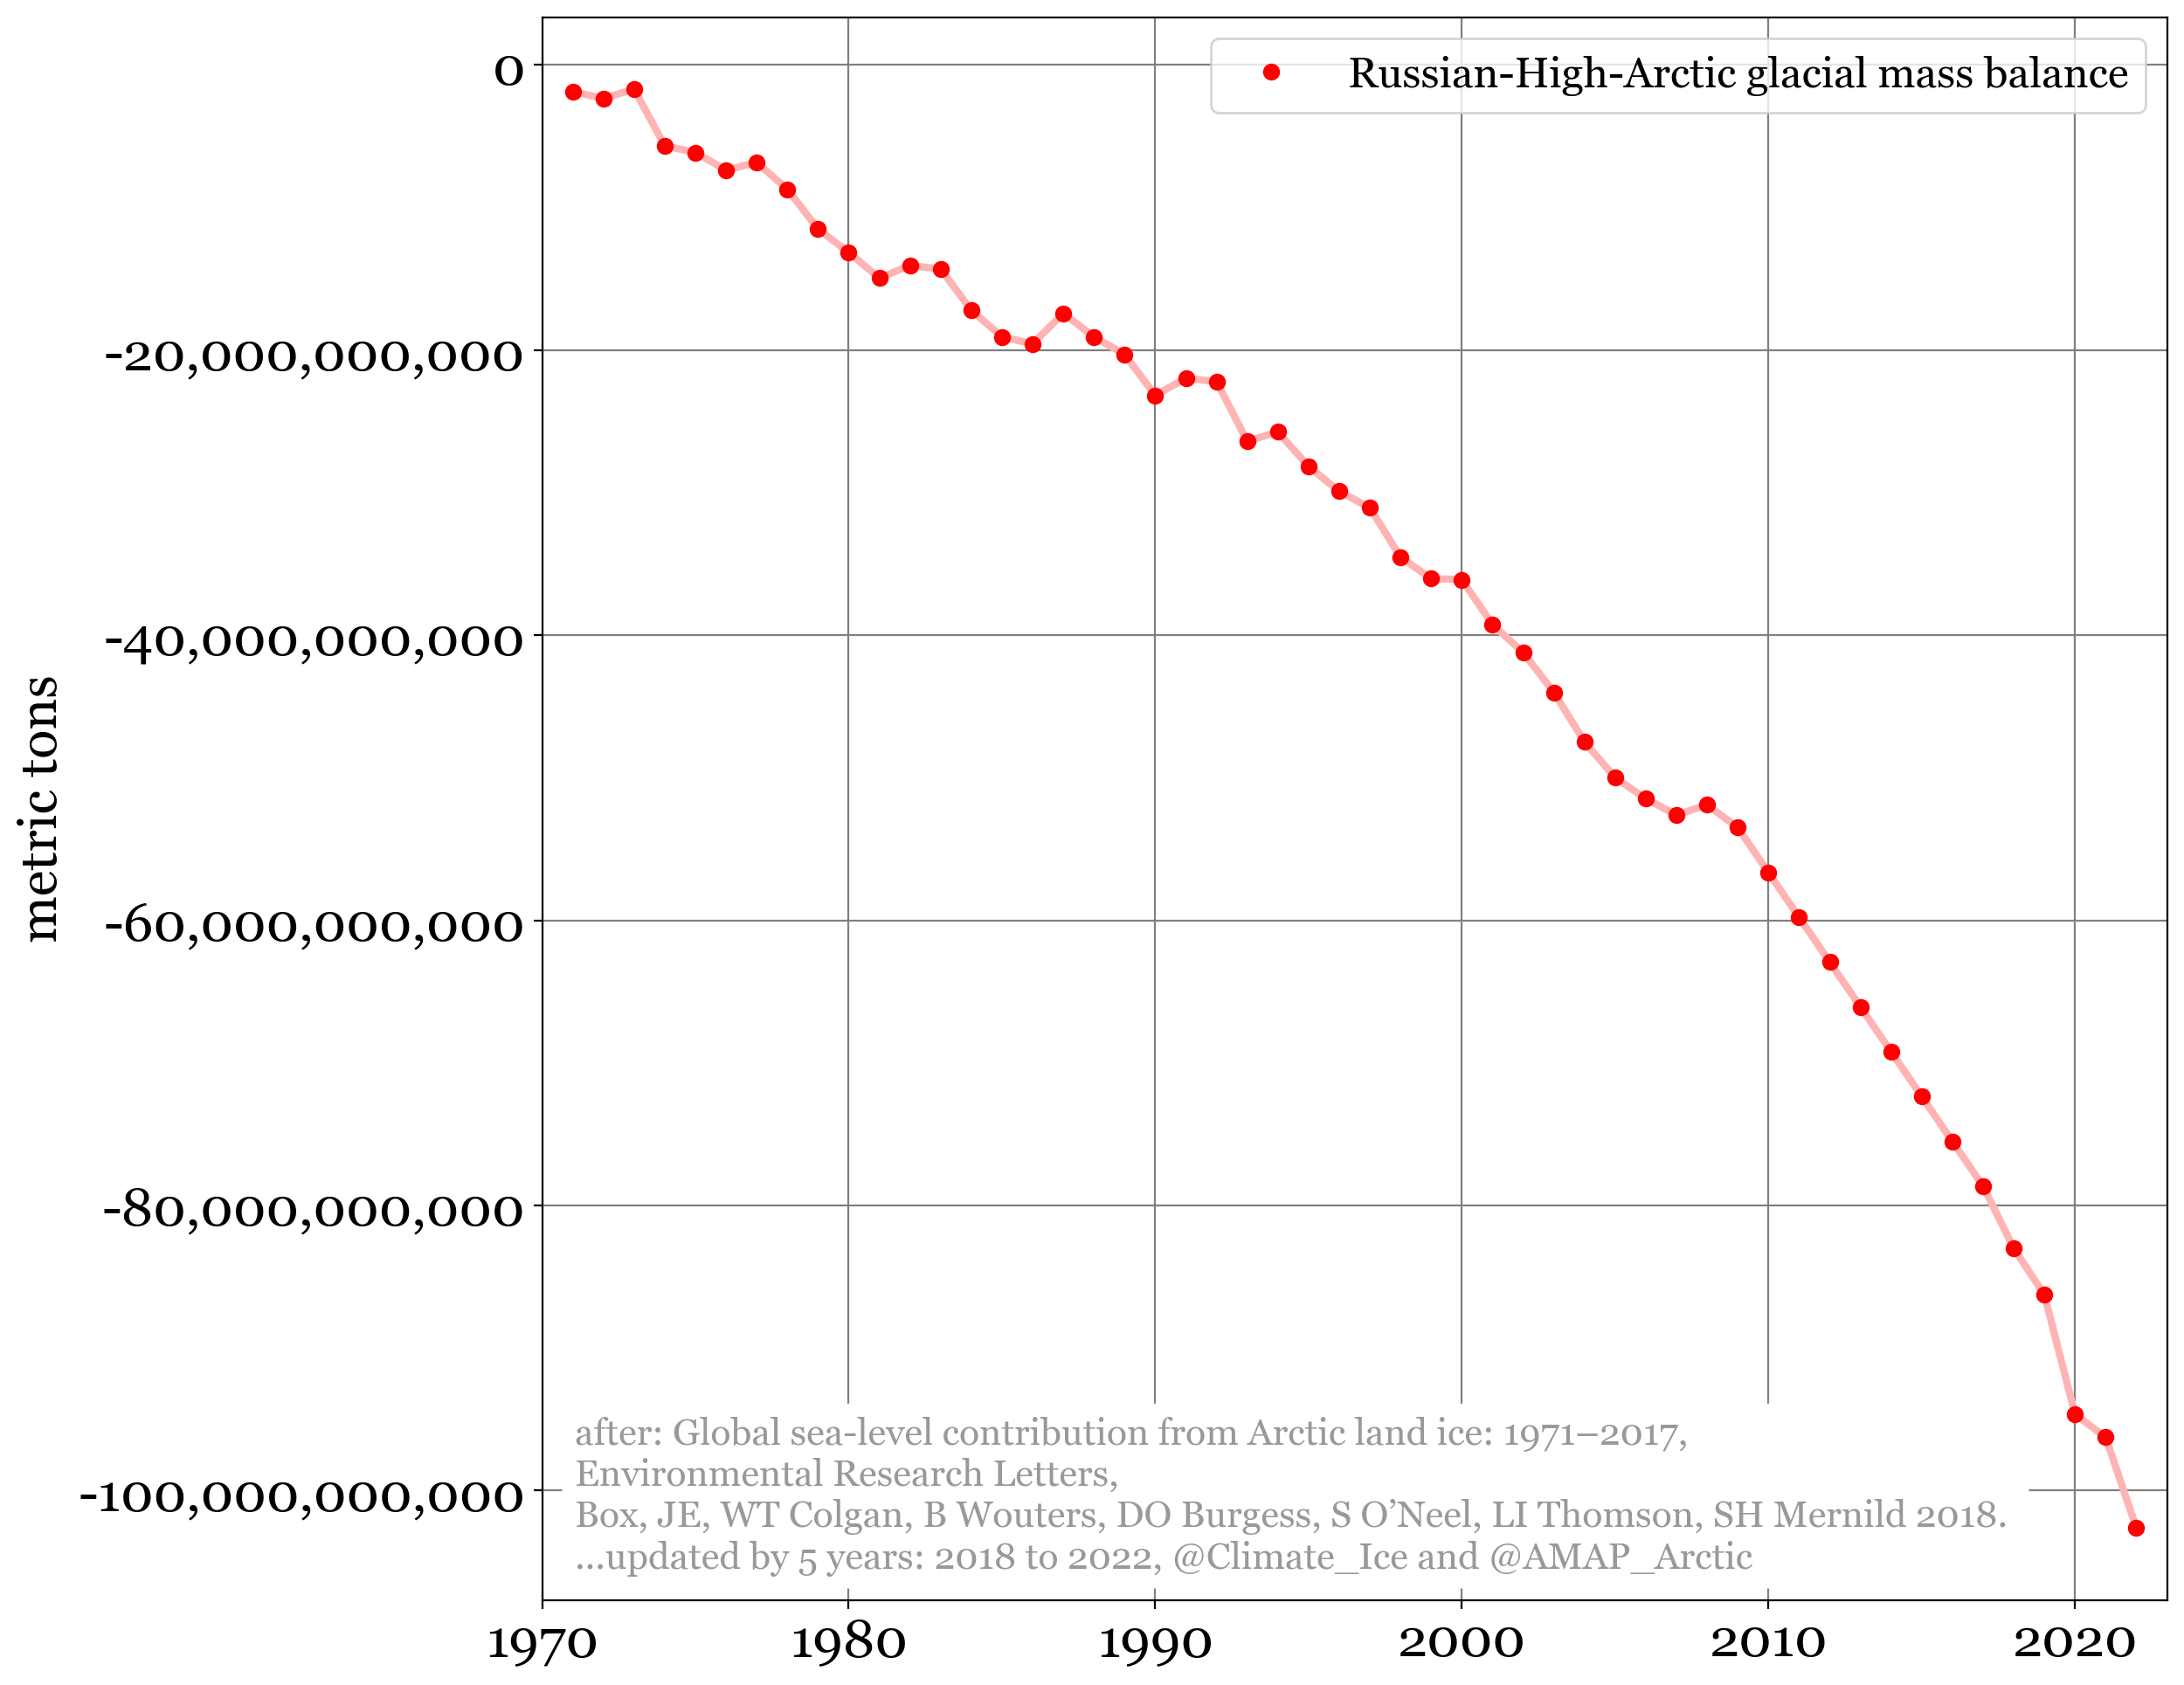 Russian-High-Arctic glacial mass balance
metric tons
0
-20,000,000,000
-40,000,000,000
-60,000,000,000
-80,000,000,000
-100,000,000,000
after: Global sea-level contribution from Arctic land ice: 1971–2017,
Environmental Research Letters,
Box, JE, WT Colgan, B Wouters, DO Burgess, S O’Neel, LI Thomson, SH Mernild 2018.
...updated by 5 years: 2018 to 2022, @Climate_Ice and @AMAP_Arctic
1970 1980 1990 2000 2010 2020